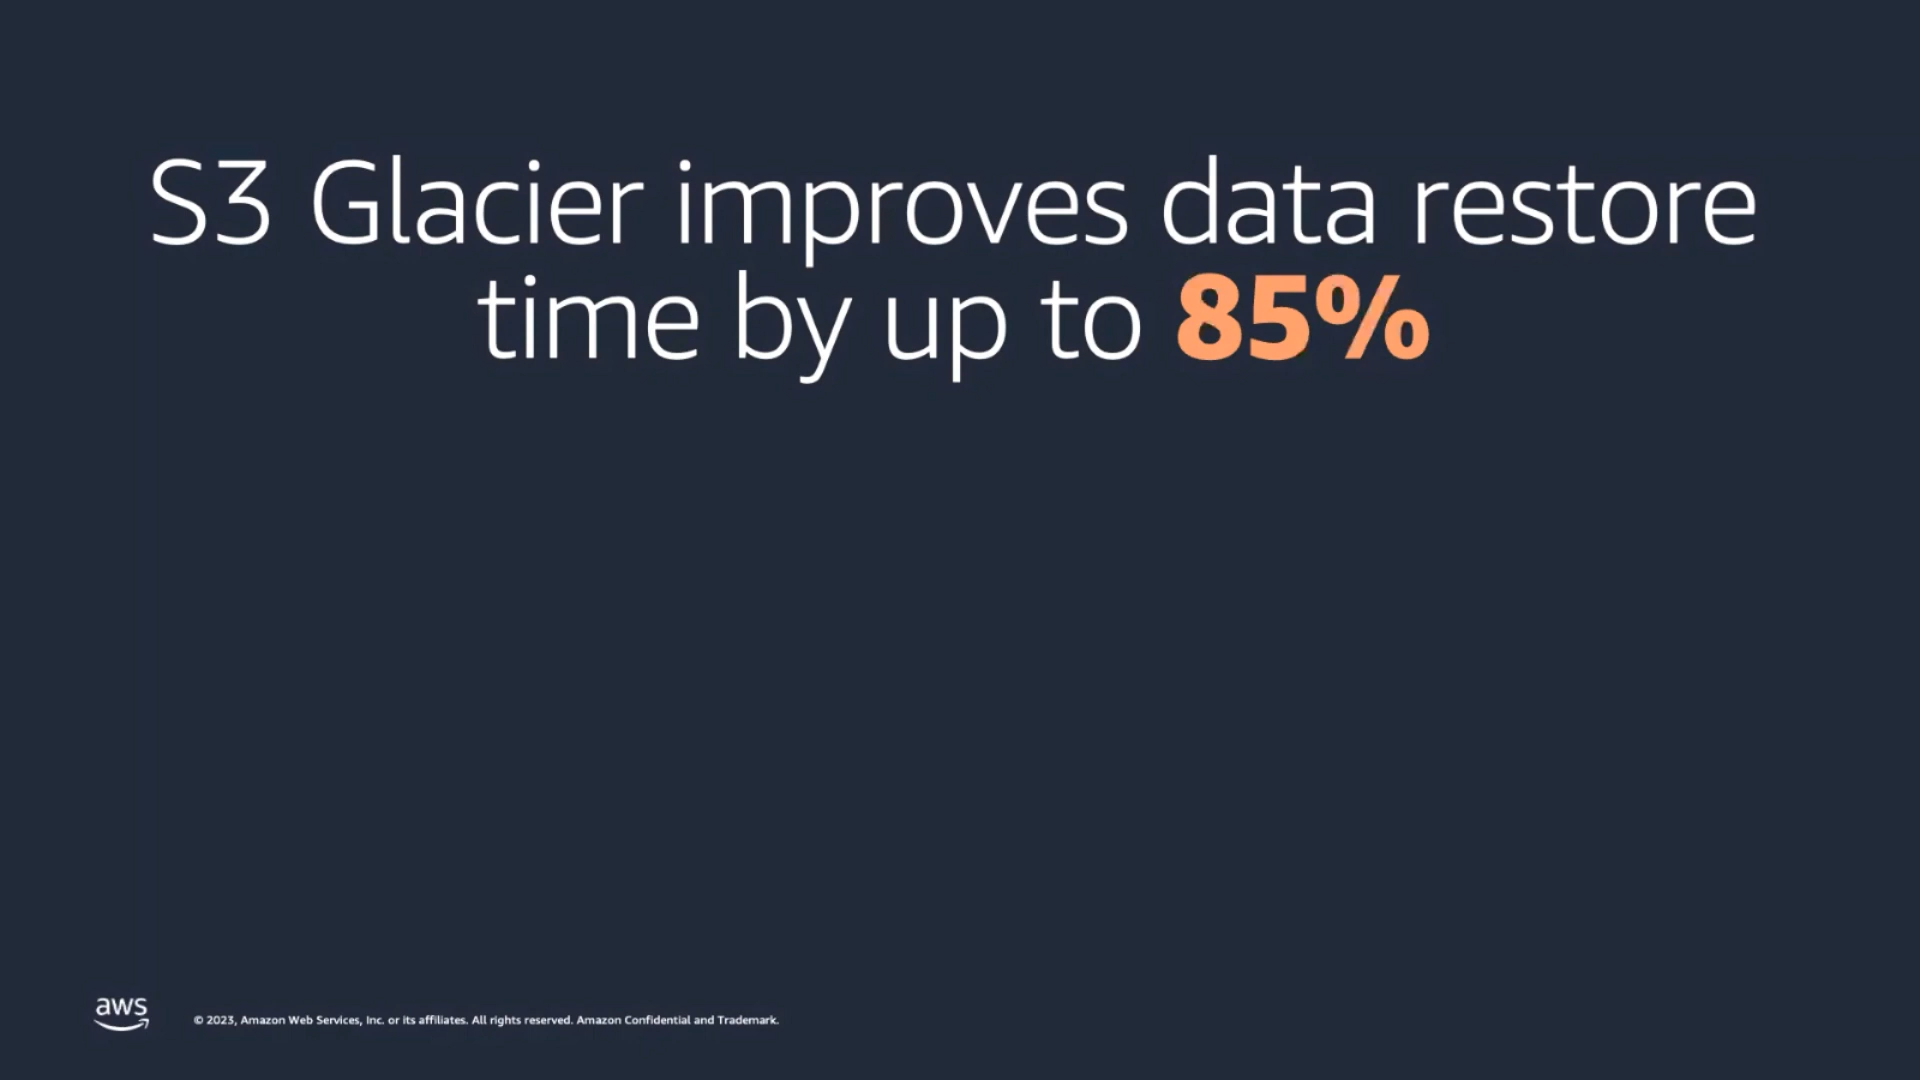 S3 Glacier improves data restore
time by up to 85%
aws
© 2023, Amazon Web Services, Inc. or its affiliates. All rights reserved. Amazon Confidential and Trademark.